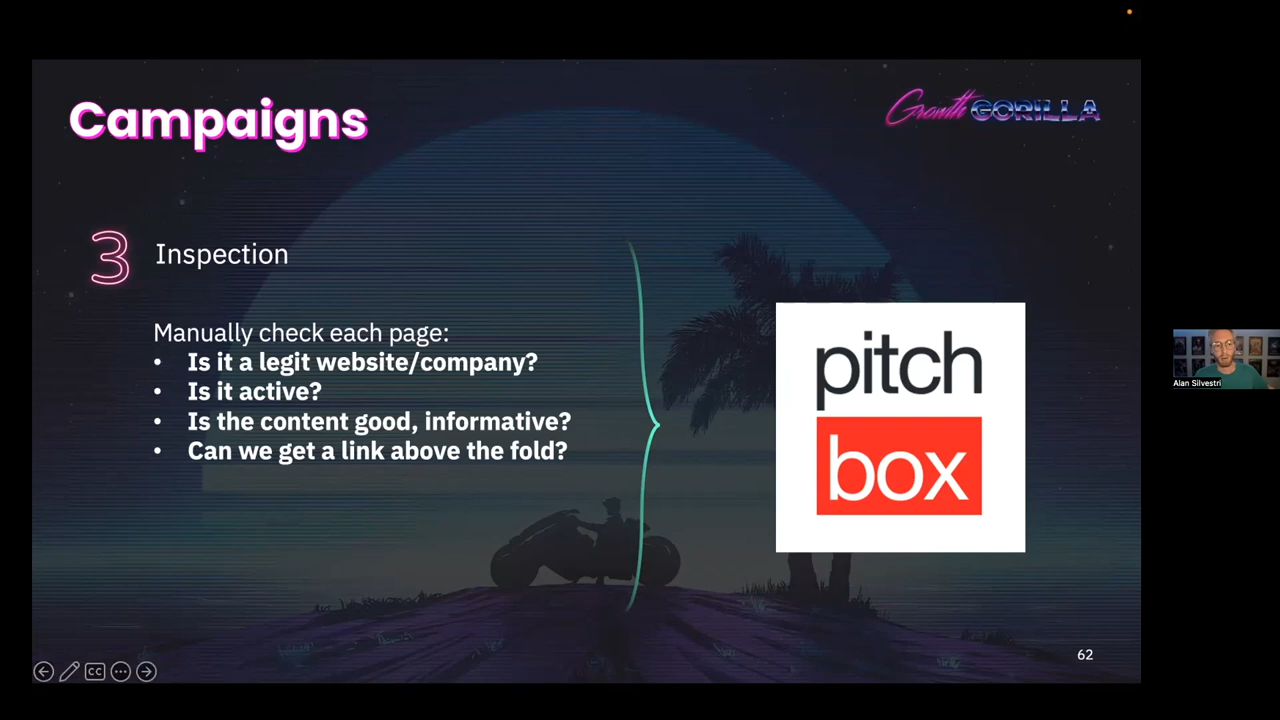 Campaigns
Growth GORILLA
3 Inspection
Manually check each page:
• Is it a legit website/company?
• Is it active?
• Is the content good, informative?
• Can we get a link above the fold?
pitch
box
Alan Silvestri
62
CC